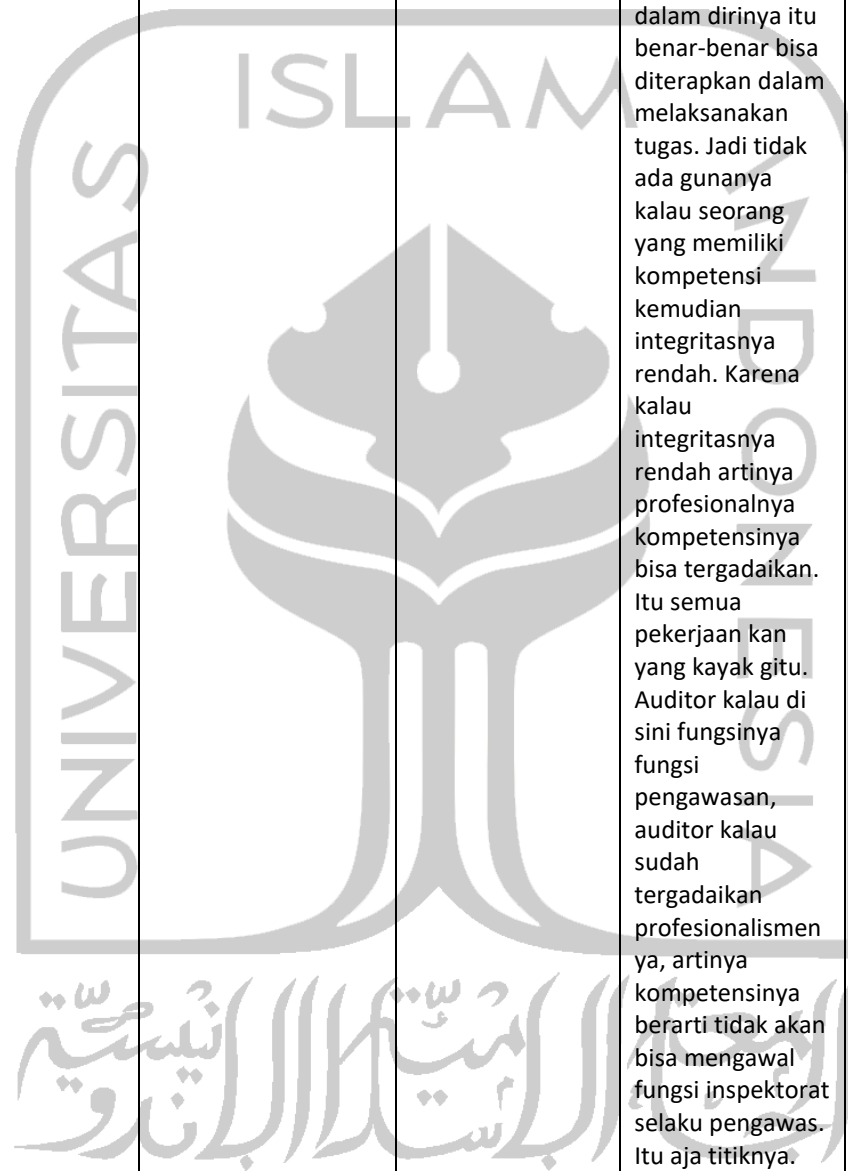 dalam dirinya itu
benar-benar bisa
diterapkan dalam
melaksanakan
tugas. Jadi tidak
ada gunanya
kalau seorang
yang memiliki
kompetensi
kemudian
integritasnya
rendah. Karena
kalau
integritasnya
rendah artinya
profesionalnya
kompetensinya
bisa tergadaikan.
Itu semua
pekerjaan kan
yang kayak gitu.
Auditor kalau di
sini fungsinya
fungsi
pengawasan,
auditor kalau
sudah
tergadaikan
profesionalismen
ya, artinya
kompetensinya
berarti tidak akan
bisa mengawal
fungsi inspektorat
selaku pengawas.
Itu aja titiknya.
ISLAM
UNIVERSITAS
INDONESIA